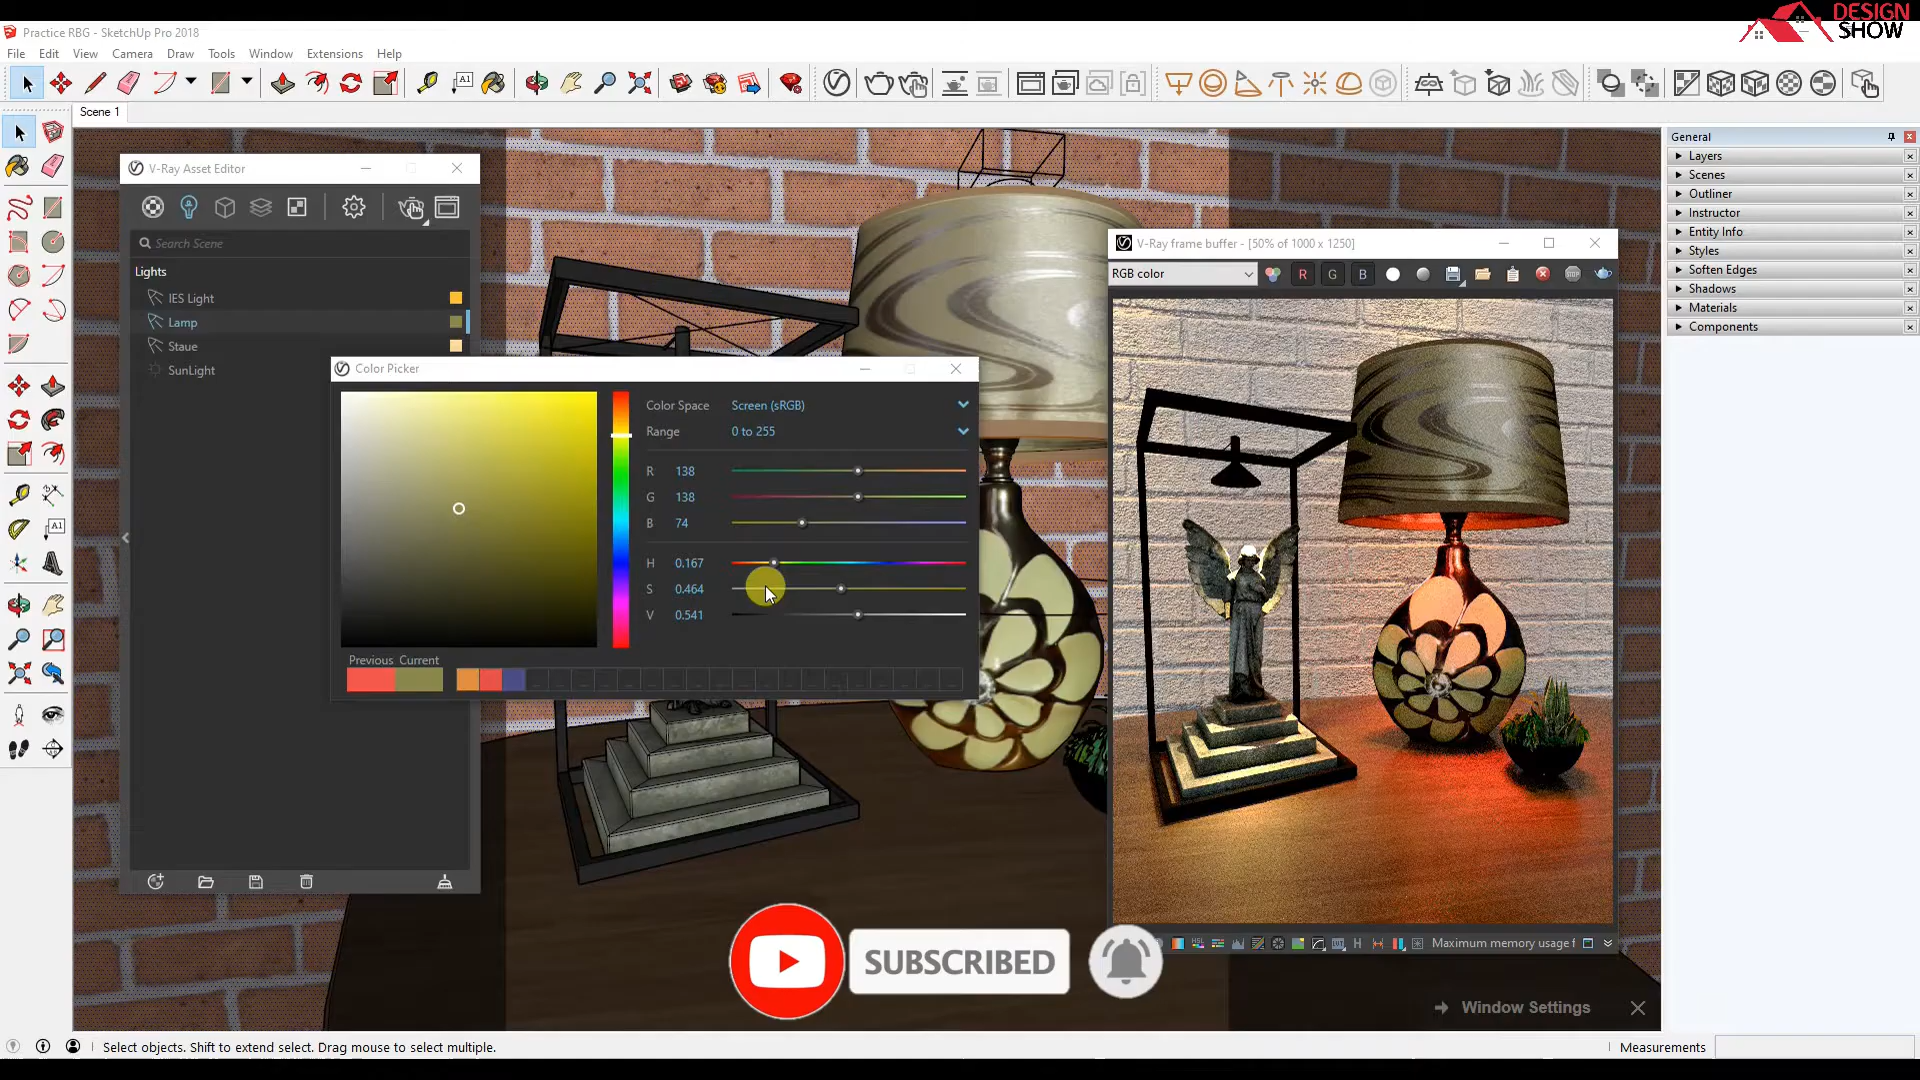 DESIGN
SHOW
Practice RBG - SketchUp Pro 2018
File Edit View Camera Draw Tools Window Extensions Help
Scene 1
V-Ray Asset Editor
Search Scene
Lights
IES Light
Lamp
Staue
SunLight
Color Picker
Color Space Screen (sRGB)
Range 0 to 255
R 138
G 138
B 74
H 0.167
S 0.464
V 0.541
Previous Current
V-Ray frame buffer - [50% of 1000 x 1250]
RGB color
R G B
Maximum memory usage f
General
Layers
Scenes
Outliner
Instructor
Entity Info
Styles
Soften Edges
Shadows
Materials
Components
SUBSCRIBED
Window Settings
Select objects. Shift to extend select. Drag mouse to select multiple.
Measurements